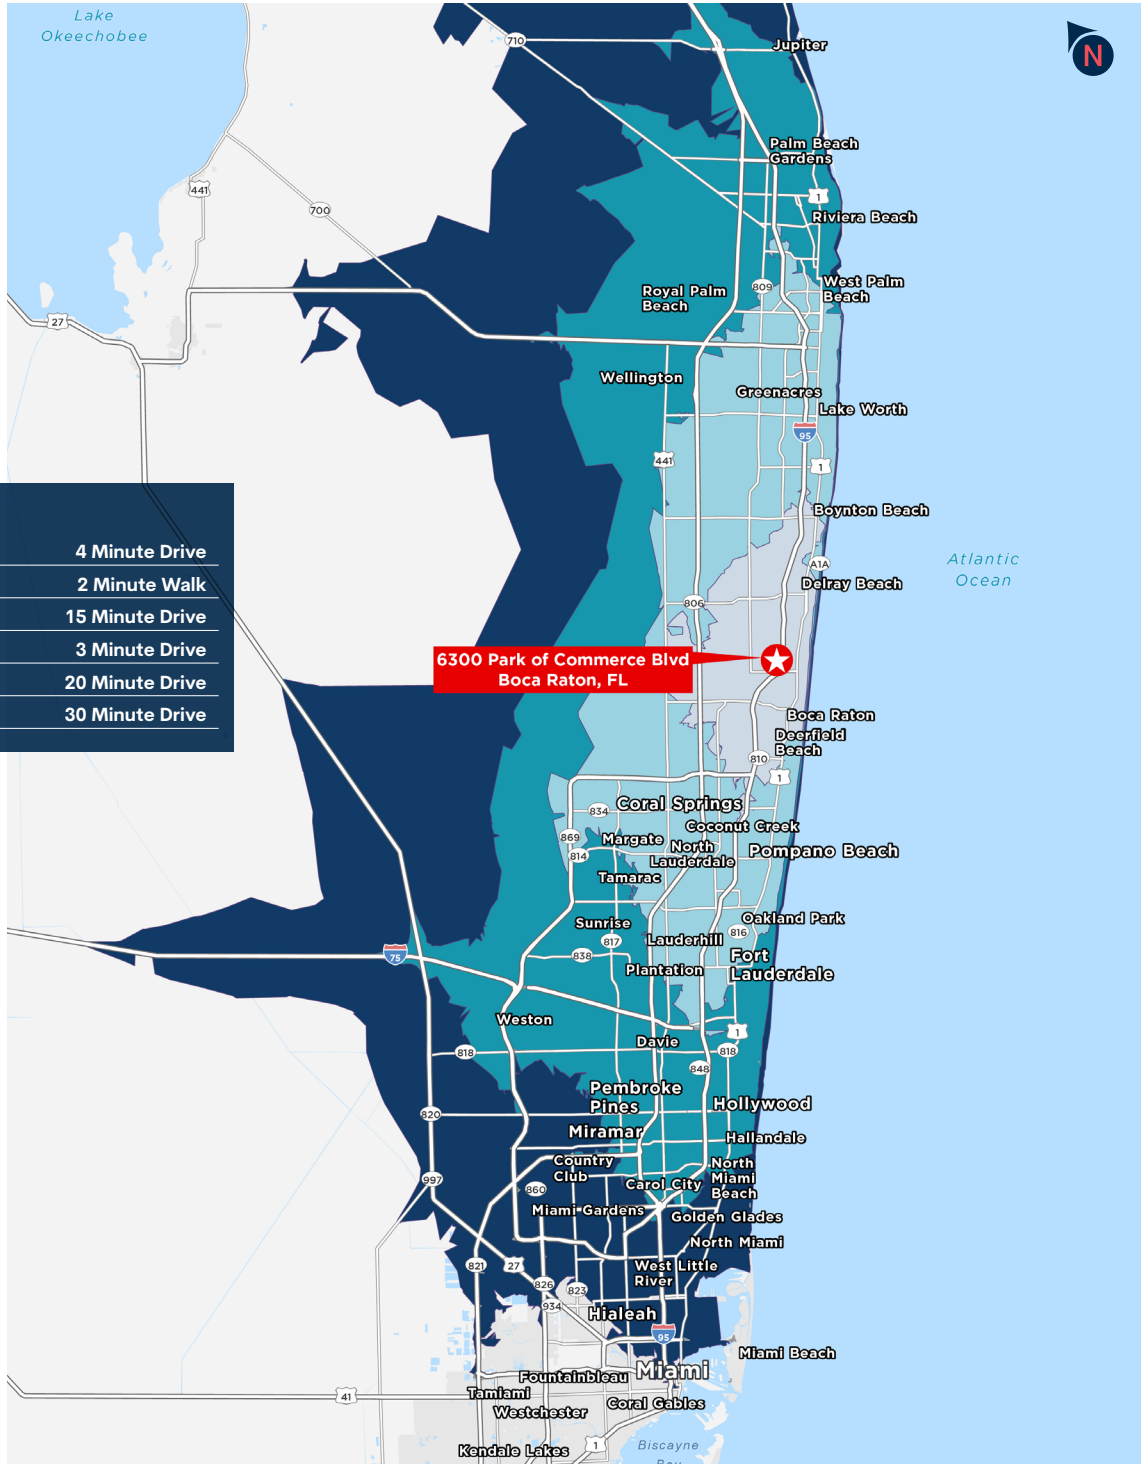 Lake
Okeechobee
710
Jupiter
N
Palm Beach
Gardens
441
700
1
Riviera Beach
809
West Palm
Beach
Royal Palm
Beach
27
Wellington
Greenacres
Lake Worth
95
441
1
Boynton Beach
4 Minute Drive
2 Minute Walk
15 Minute Drive
3 Minute Drive
20 Minute Drive
30 Minute Drive
A1A
Atlantic
Ocean
Delray Beach
806
6300 Park of Commerce Blvd
Boca Raton, FL
Boca Raton
Deerfield
Beach
810
1
Coral Springs
834
Coconut Creek
869
Margate
North
Lauderdale
Pompano Beach
814
Tamarac
Oakland Park
Sunrise
816
817
Lauderhill
838
75
Fort
Lauderdale
Plantation
Weston
1
Davie
818
818
848
Pembroke
Pines
Hollywood
820
Miramar
Hallandale
Country
Club
North
Miami
Beach
997
860
Carol City
Miami Gardens
Golden Glades
North Miami
821
27
West Little
River
826
823
934
Hialeah
95
Miami Beach
Miami
Fountainbleau
41
Tamiami
Coral Gables
Westchester
1
Kendale Lakes
Biscayne
Bay